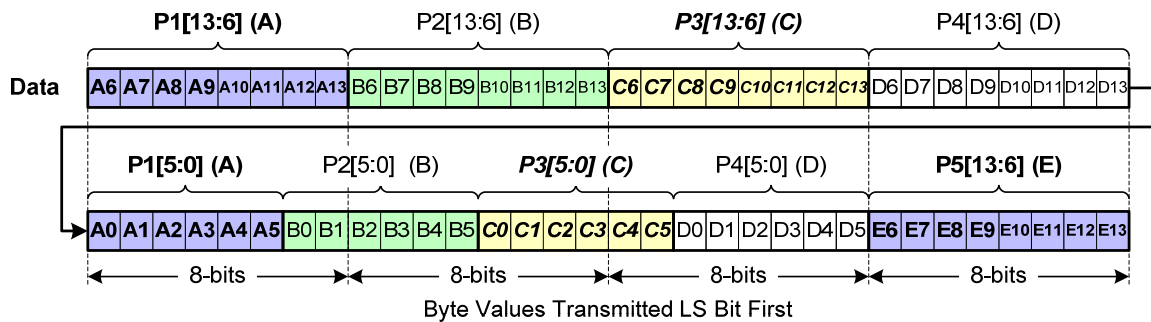 P1[13:6] (A) P2[13:6] (B) P3[13:6] (C) P4[13:6] (D)
Data A6 A7 A8 A9 A10 A11 A12 A13 B6 B7 B8 B9 B10 B11 B12 B13 C6 C7 C8 C9 C10 C11 C12 C13 D6 D7 D8 D9 D10 D11 D12 D13
P1[5:0] (A) P2[5:0] (B) P3[5:0] (C) P4[5:0] (D) P5[13:6] (E)
A0 A1 A2 A3 A4 A5 B0 B1 B2 B3 B4 B5 C0 C1 C2 C3 C4 C5 D0 D1 D2 D3 D4 D5 E6 E7 E8 E9 E10 E11 E12 E13
8-bits 8-bits 8-bits 8-bits
Byte Values Transmitted LS Bit First